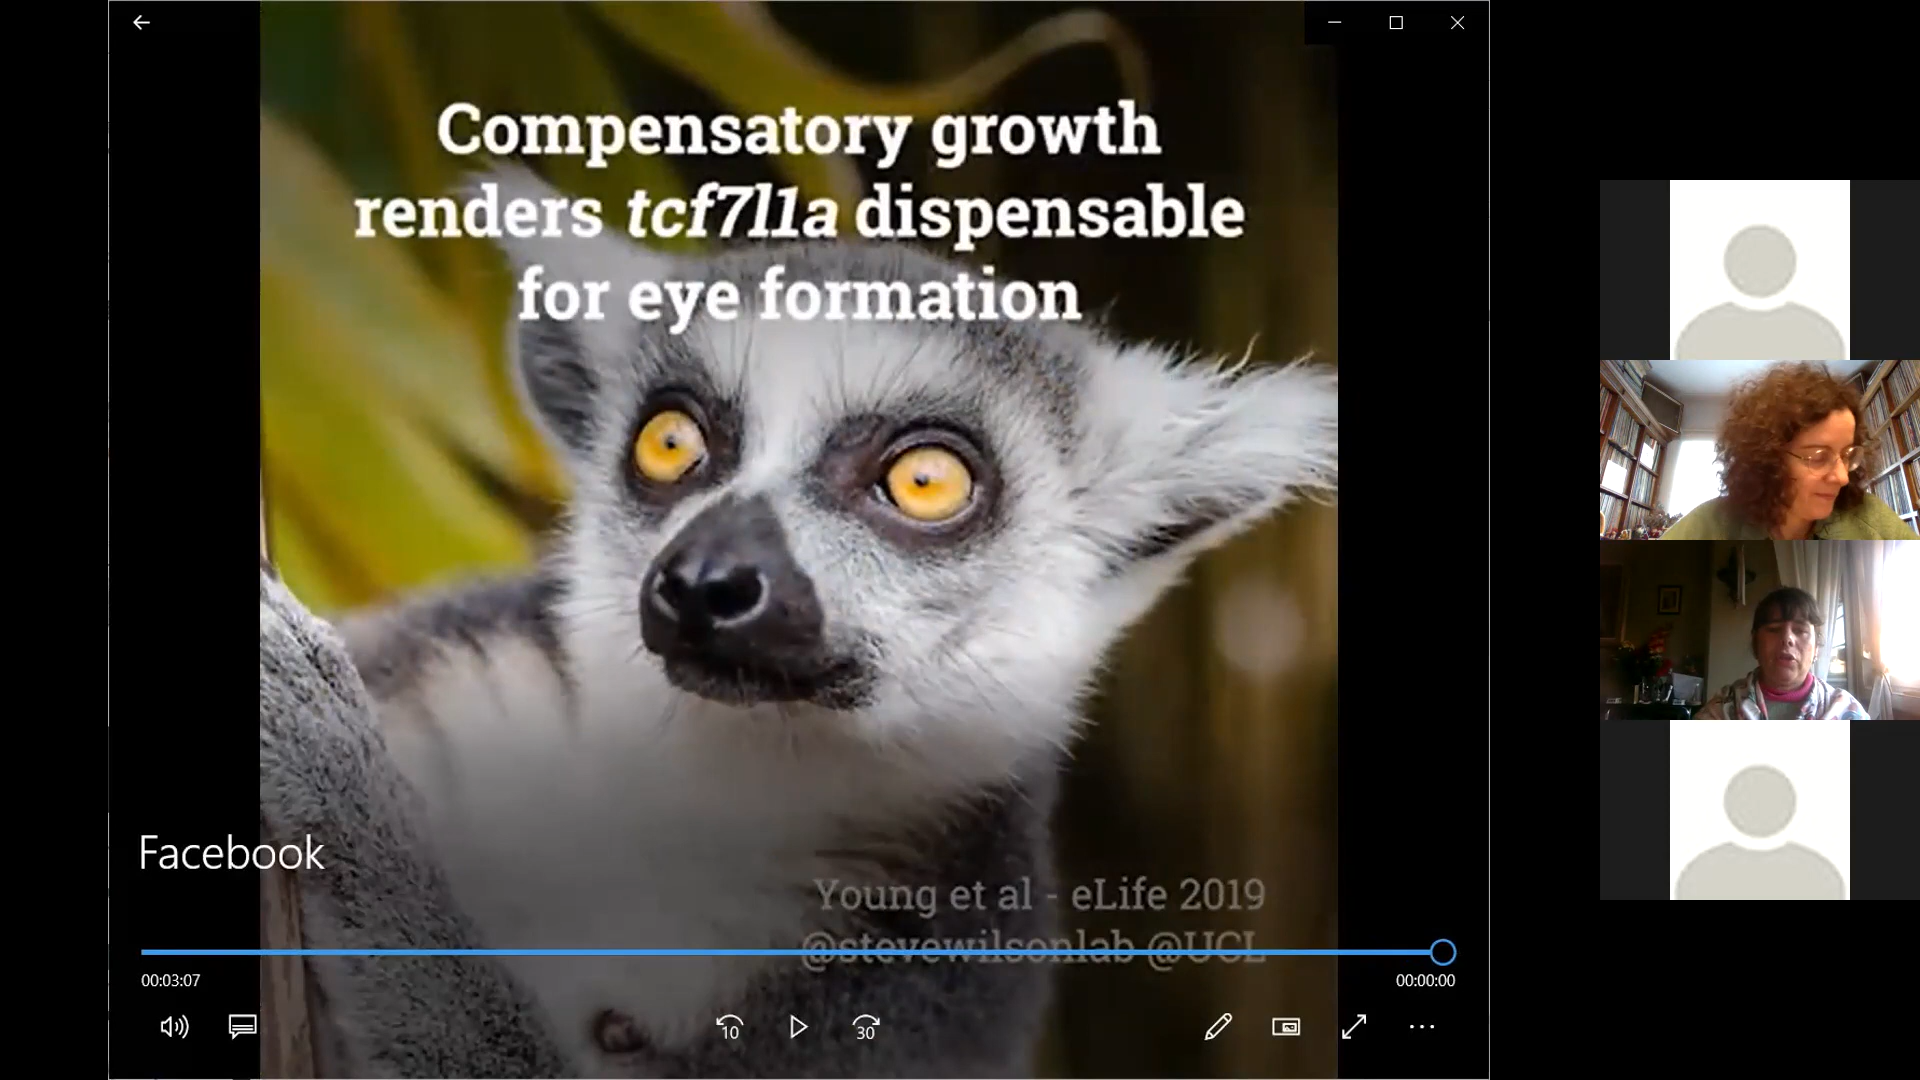 Compensatory growth
renders tcf7l1a dispensable
for eye formation
Facebook
Young et al - eLife 2019
@stevewilsonlab @UCL
00:03:07
00:00:00
10
30